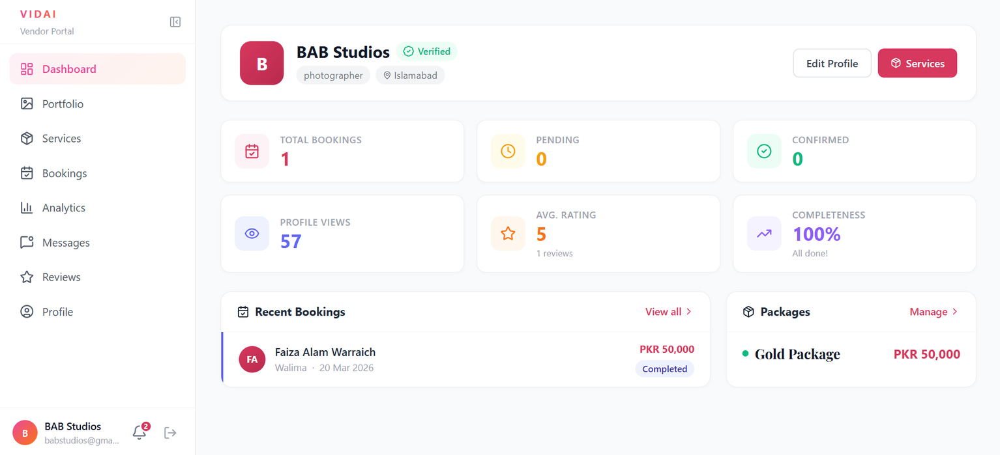 VIDAI
Vendor Portal
Dashboard
Portfolio
Services
Bookings
Analytics
Messages
Reviews
Profile
B
BAB Studios
babstudios@gma...
2
B
BAB Studios
Verified
photographer
Islamabad
Edit Profile
Services
TOTAL BOOKINGS
1
PENDING
0
CONFIRMED
0
PROFILE VIEWS
57
AVG. RATING
5
1 reviews
COMPLETENESS
100%
All done!
Recent Bookings
View all
FA
Faiza Alam Warraich
Walima · 20 Mar 2026
PKR 50,000
Completed
Packages
Manage
Gold Package
PKR 50,000